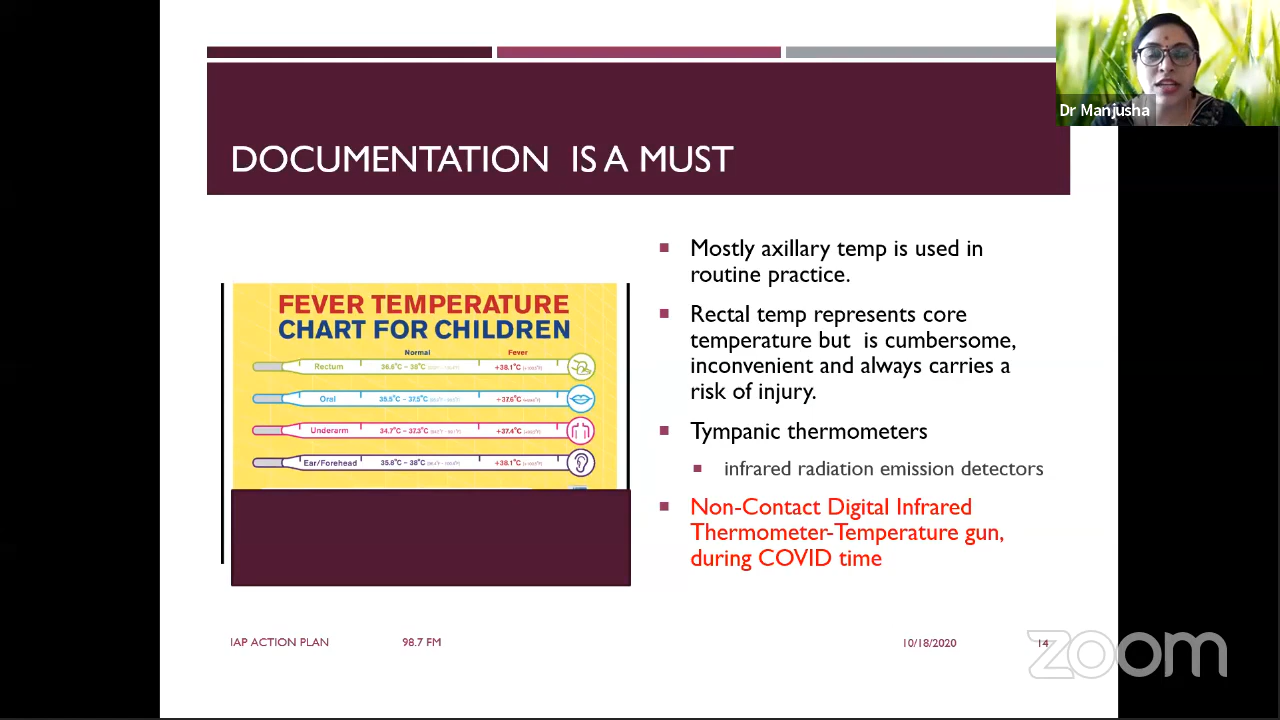 Dr Manjusha
DOCUMENTATION IS A MUST
FEVER TEMPERATURE
CHART FOR CHILDREN
Normal Fever
Rectum 36.6°C – 38°C +38.1°C
Oral 35.5°C – 37.5°C +37.6°C
Underarm 34.7°C – 37.3°C +37.4°C
Ear/Forehead 35.8°C – 38°C +38.1°C
Mostly axillary temp is used in
routine practice.
Rectal temp represents core
temperature but is cumbersome,
inconvenient and always carries a
risk of injury.
Tympanic thermometers
infrared radiation emission detectors
Non-Contact Digital Infrared
Thermometer-Temperature gun,
during COVID time
IAP ACTION PLAN 98.7 FM 10/18/2020 14
zoom